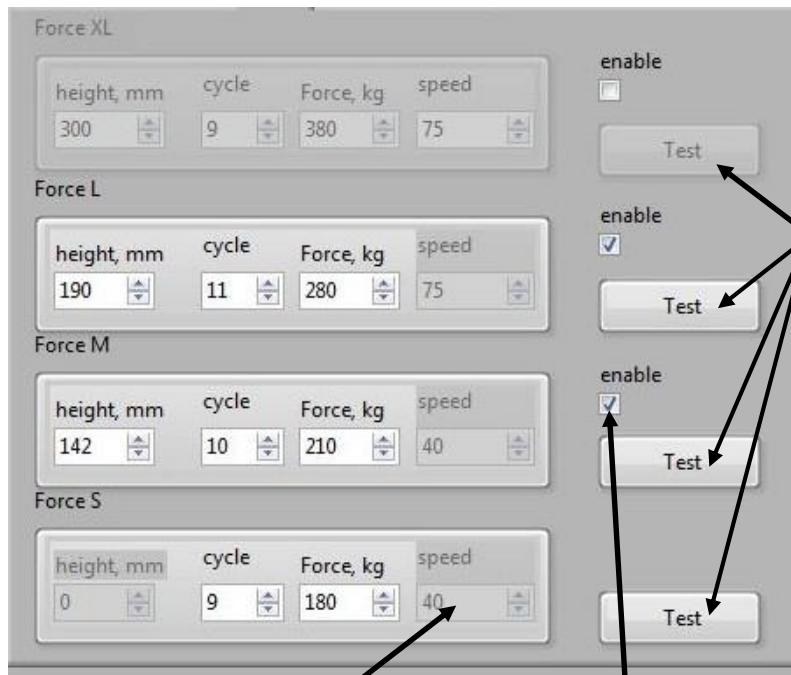 Force XL
enable
height, mm cycle Force, kg speed
300 9 380 75
Test
Force L
enable
height, mm cycle Force, kg speed
190 11 280 75
Test
Force M
enable
height, mm cycle Force, kg speed
142 10 210 40
Test
Force S
height, mm cycle Force, kg speed
0 9 180 40
Test